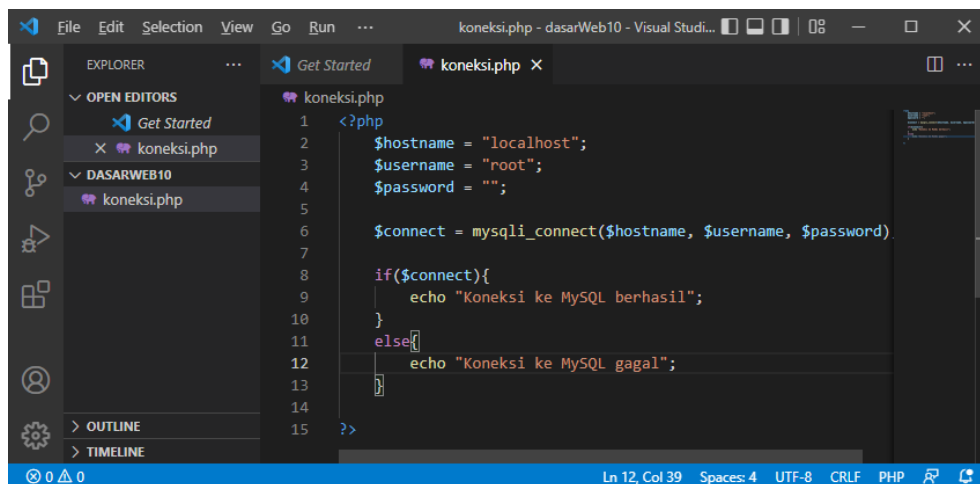 File Edit Selection View Go Run ··· koneksi.php - dasarWeb10 - Visual Studi...
EXPLORER ···
OPEN EDITORS
Get Started
koneksi.php
DASARWEB10
koneksi.php
OUTLINE
TIMELINE
Get Started koneksi.php
koneksi.php
1 <?php
2 $hostname = "localhost";
3 $username = "root";
4 $password = "";
5
6 $connect = mysqli_connect($hostname, $username, $password)
7
8 if($connect){
9 echo "Koneksi ke MySQL berhasil";
10 }
11 else{
12 echo "Koneksi ke MySQL gagal";
13 }
14
15 ?>
0 0 Ln 12, Col 39 Spaces: 4 UTF-8 CRLF PHP